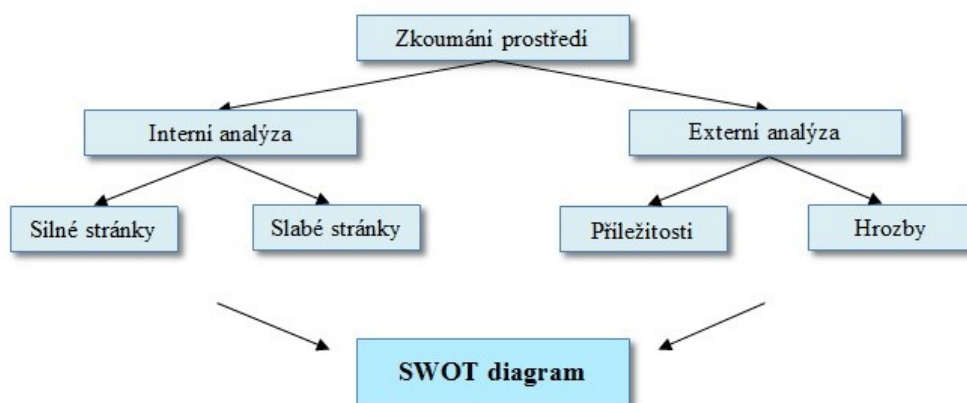 Zkoumání prostředí
Interní analýza
Externí analýza
Silné stránky
Slabé stránky
Příležitosti
Hrozby
SWOT diagram